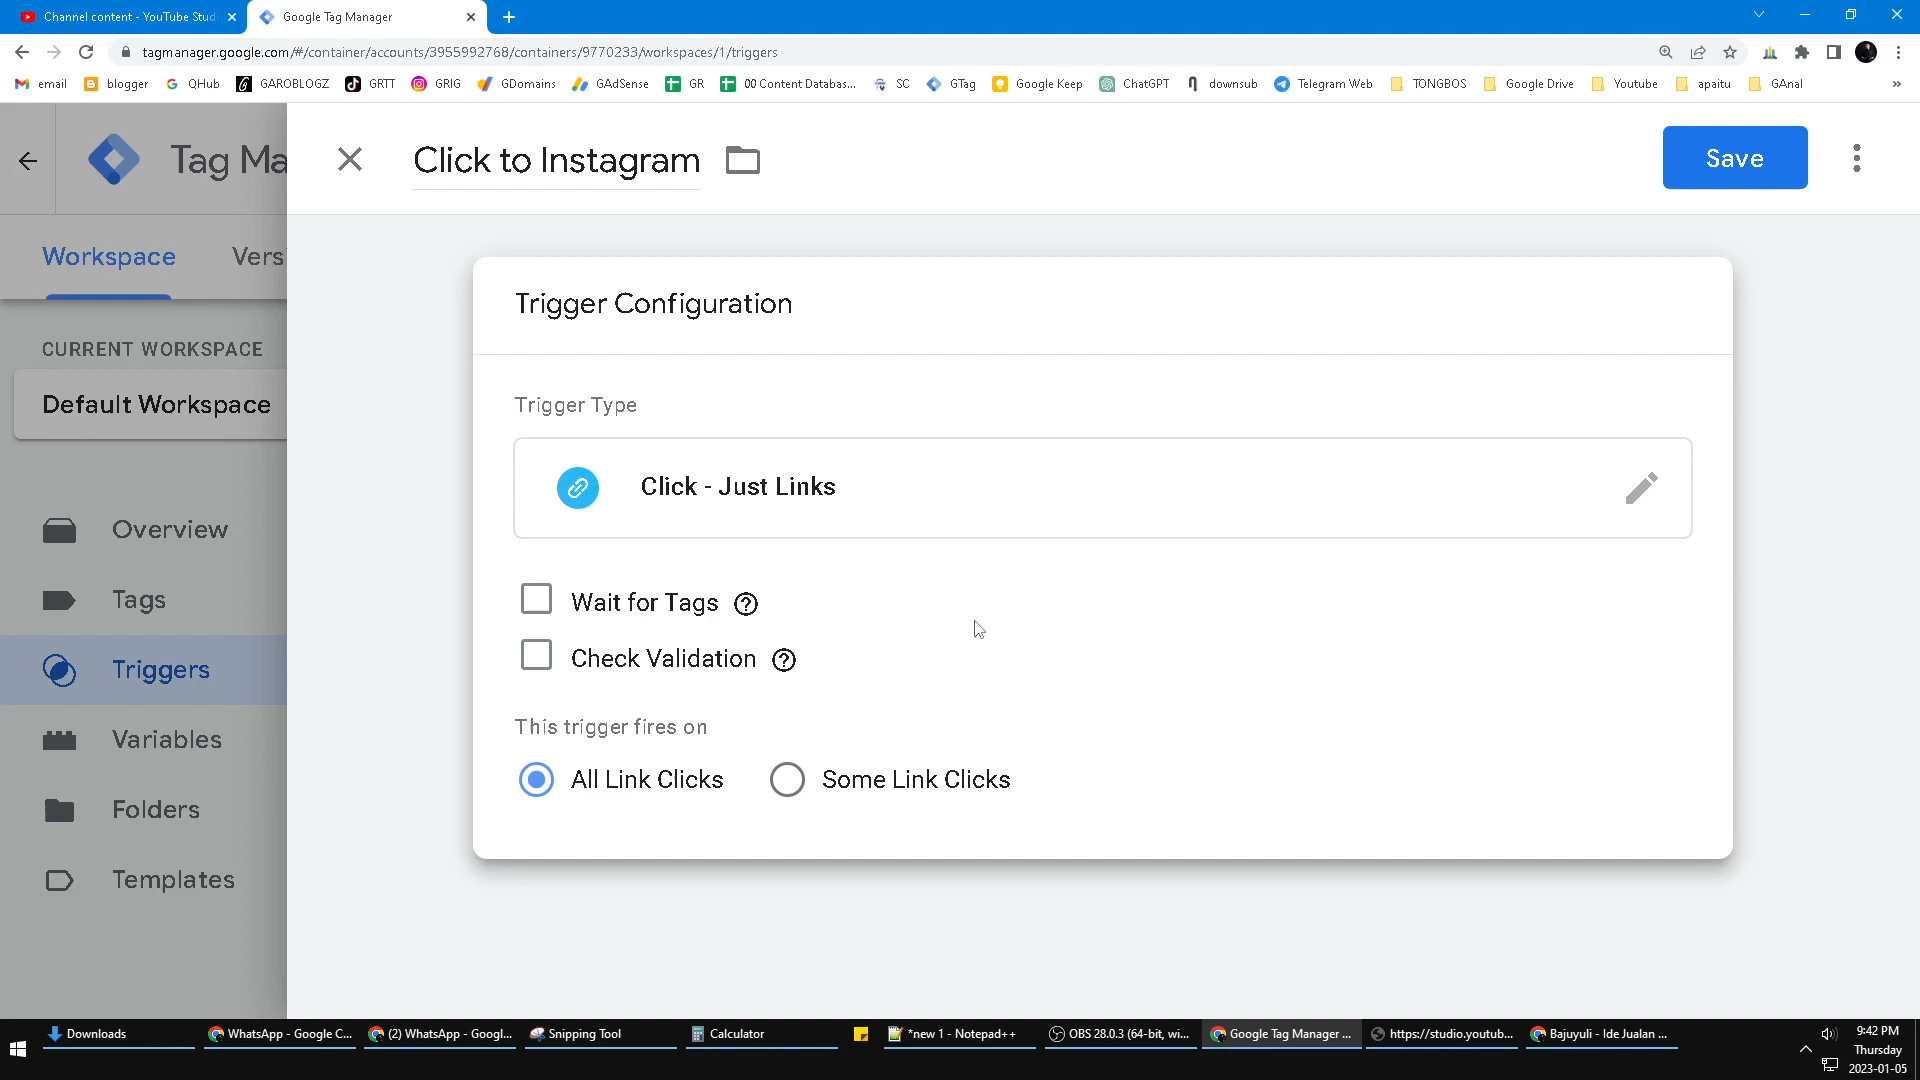 Channel content - YouTube Stud
Google Tag Manager
tagmanager.google.com/#/container/accounts/3955992768/containers/9770233/workspaces/1/triggers
email
blogger
QHub
GAROBLOGZ
GRTT
GRIG
GDomains
GAdSense
GR
00 Content Databas...
SC
GTag
Google Keep
ChatGPT
downsub
Telegram Web
TONGBOS
Google Drive
Youtube
apaitu
GAnal
»
Tag Ma
Click to Instagram
Save
Workspace
Vers
Trigger Configuration
CURRENT WORKSPACE
Default Workspace
Trigger Type
Click - Just Links
Overview
Tags
Triggers
Variables
Folders
Templates
Wait for Tags
Check Validation
This trigger fires on
All Link Clicks
Some Link Clicks
Downloads
WhatsApp - Google C...
(2) WhatsApp - Googl...
Snipping Tool
Calculator
*new 1 - Notepad++
OBS 28.0.3 (64-bit, wi...
Google Tag Manager ...
https://studio.youtub...
Bajuyuli - Ide Jualan ...
9:42 PM
Thursday
2023-01-05